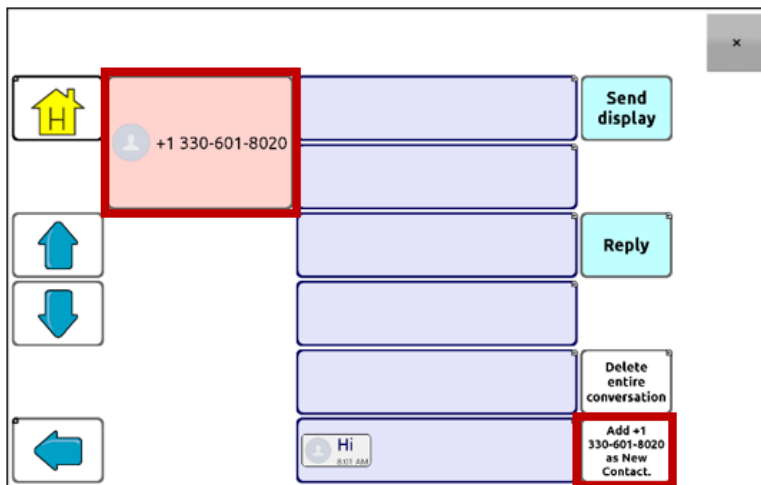 ×
H
+1 330-601-8020
Send
display
Reply
Delete
entire
conversation
Hi
8:01 AM
Add +1
330-601-8020
as New
Contact.